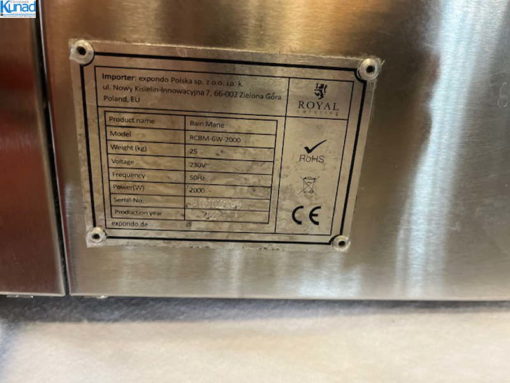 Kunad
Importer: expondo Polska sp. z o.o. sp. k.
ul. Nowy Kisielin-Innowacyjna 7, 66-002 Zielona Góra
Poland, EU
ROYAL
catering
Product name Bain Marie
Model RCBM-GW-2000
Weight (kg) 25
Voltage 230V
Frequency 50Hz
Power(W) 2000
Serial No.
Production year
expondo.de
RoHS
CE